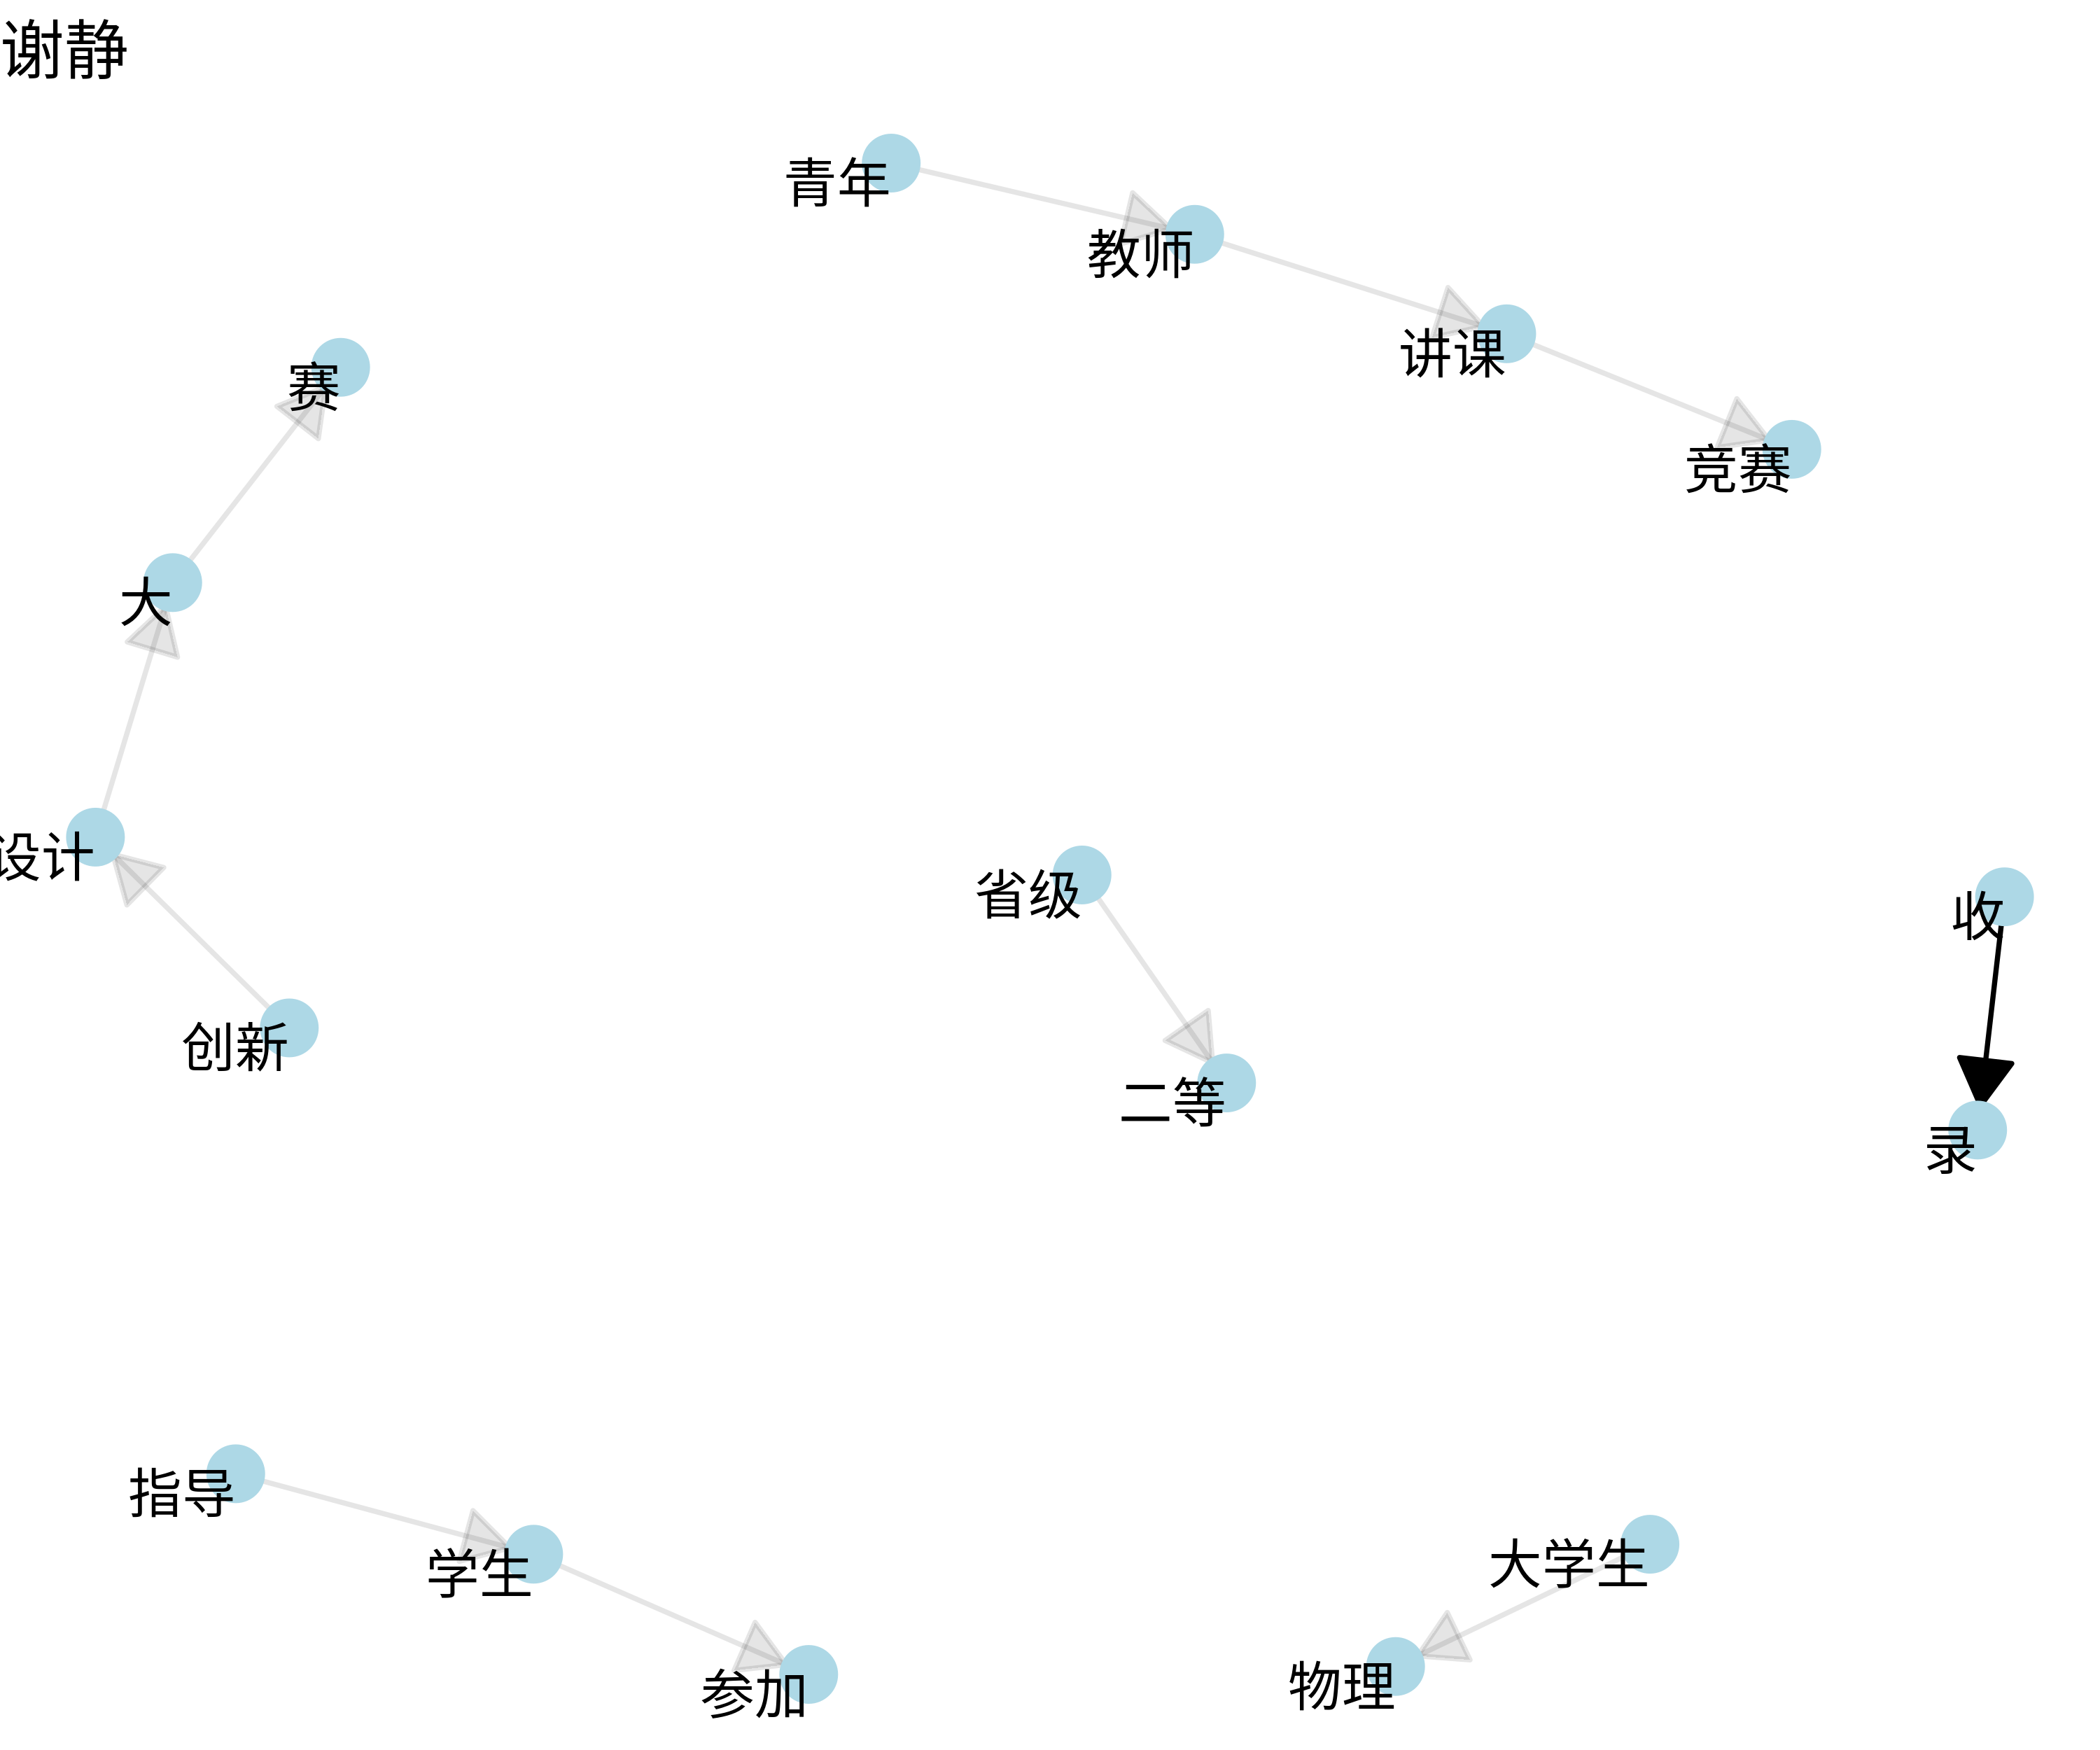 谢静
青年
教师
讲课
竞赛
赛
大
设计
创新
省级
二等
收
录
指导
学生
参加
大学生
物理